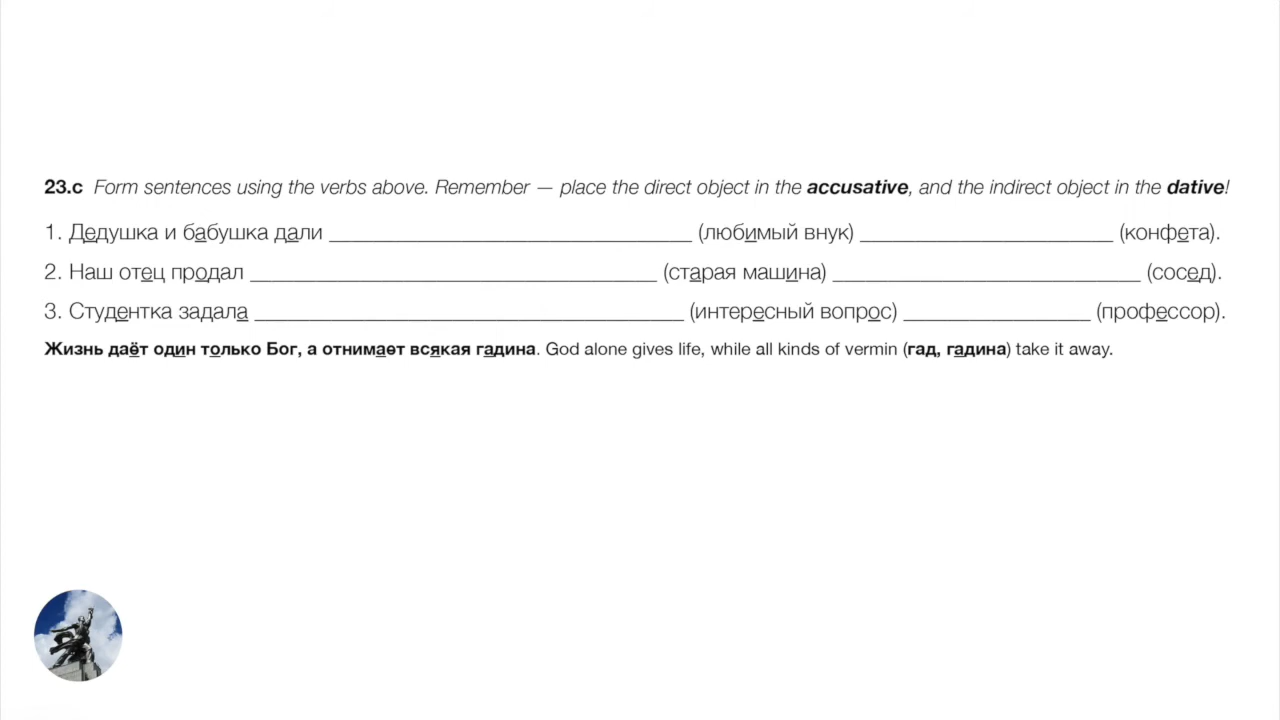 23.c Form sentences using the verbs above. Remember — place the direct object in the accusative, and the indirect object in the dative!
1. Дедушка и бабушка дали ________________________________ (любимый внук) ______________________ (конфета).
2. Наш отец продал ____________________________________ (старая машина) ___________________________ (сосед).
3. Студентка задала ______________________________________ (интересный вопрос) ________________ (профессор).
Жизнь даёт один только Бог, а отнимает всякая гадина. God alone gives life, while all kinds of vermin (гад, гадина) take it away.